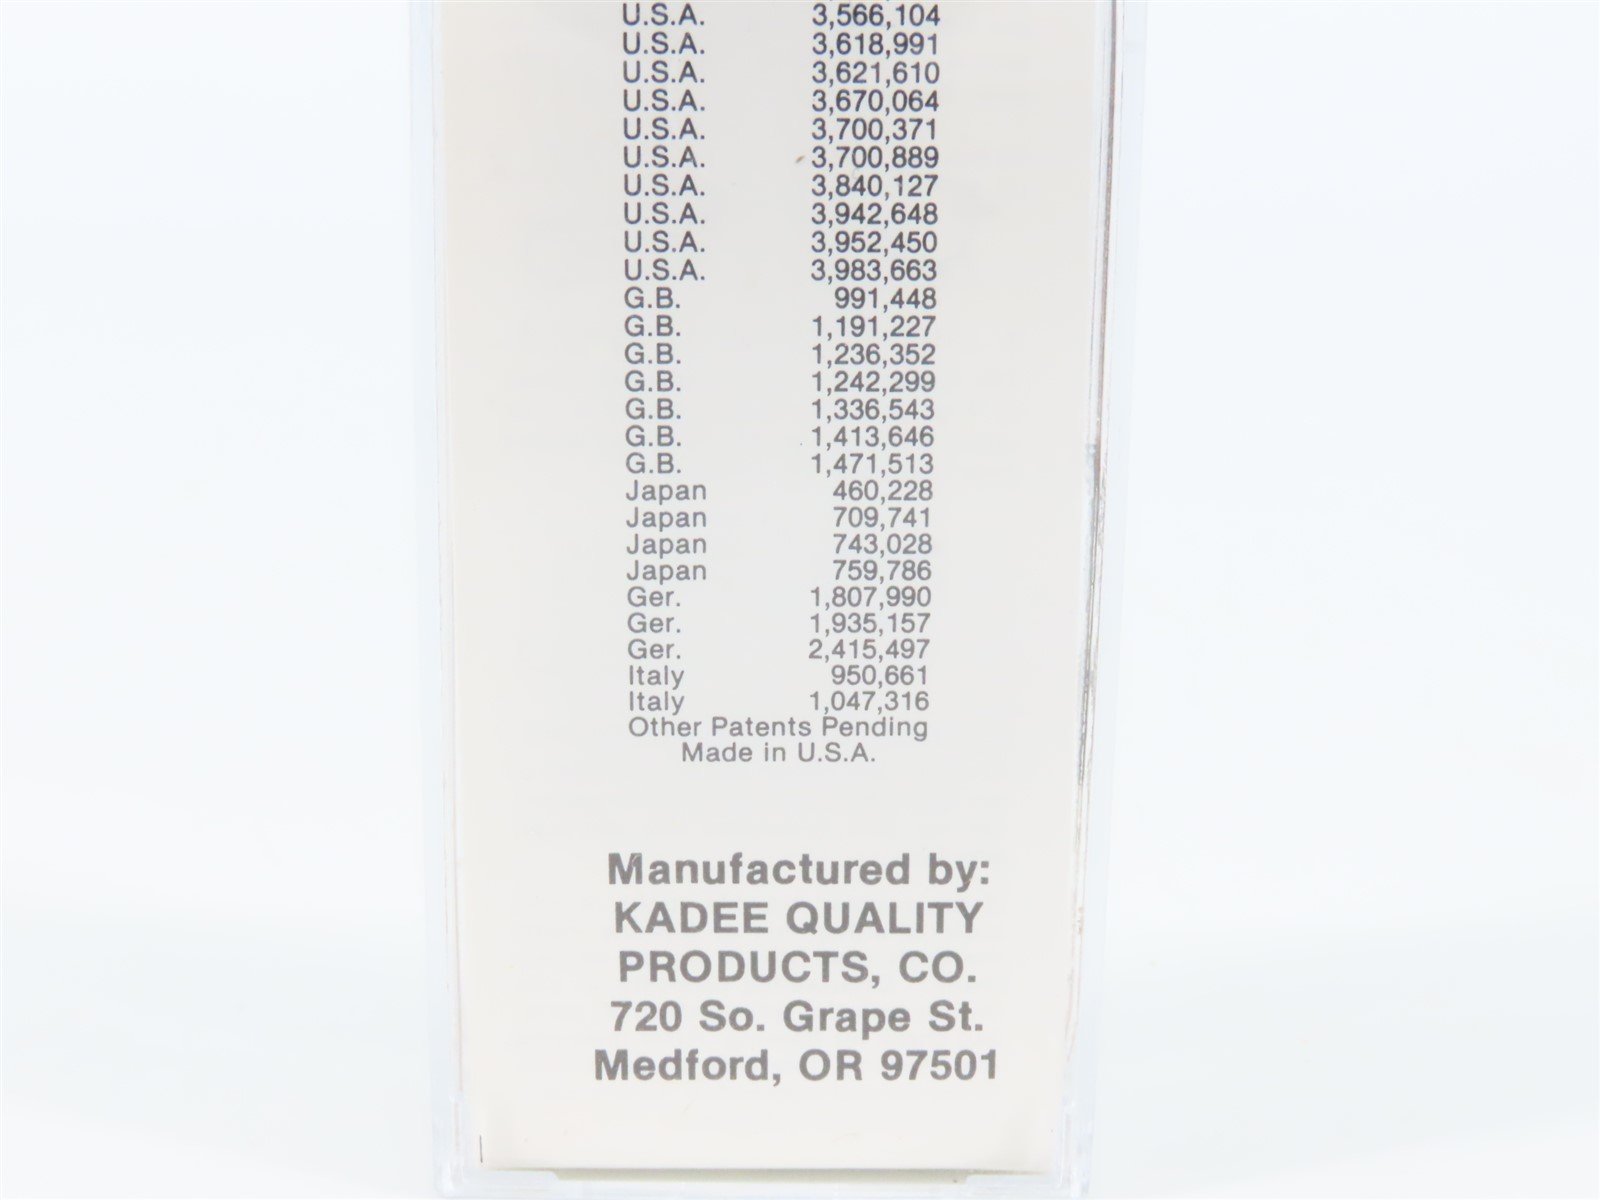 U.S.A. 3,566,104
U.S.A. 3,618,991
U.S.A. 3,621,610
U.S.A. 3,670,064
U.S.A. 3,700,371
U.S.A. 3,700,889
U.S.A. 3,840,127
U.S.A. 3,942,648
U.S.A. 3,952,450
U.S.A. 3,983,663
G.B. 991,448
G.B. 1,191,227
G.B. 1,236,352
G.B. 1,242,299
G.B. 1,336,543
G.B. 1,413,646
G.B. 1,471,513
Japan 460,228
Japan 709,741
Japan 743,028
Japan 759,786
Ger. 1,807,990
Ger. 1,935,157
Ger. 2,415,497
Italy 950,661
Italy 1,047,316
Other Patents Pending
Made in U.S.A.
Manufactured by:
KADEE QUALITY
PRODUCTS, CO.
720 So. Grape St.
Medford, OR 97501